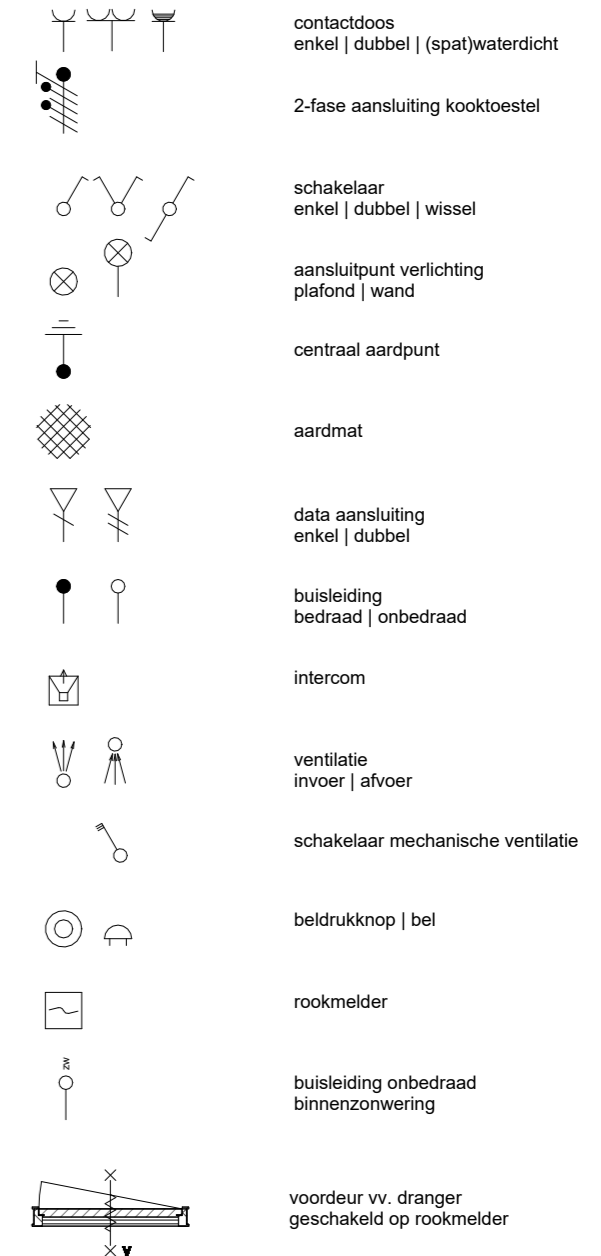 contactdoos
enkel | dubbel | (spat)waterdicht
2-fase aansluiting kooktoestel
schakelaar
enkel | dubbel | wissel
aansluitpunt verlichting
plafond | wand
centraal aardpunt
aardmat
data aansluiting
enkel | dubbel
buisleiding
bedraad | onbedraad
intercom
ventilatie
invoer | afvoer
schakelaar mechanische ventilatie
beldrukknop | bel
rookmelder
zw
buisleiding onbedraad
binnenzonwering
voordeur vv. dranger
geschakeld op rookmelder